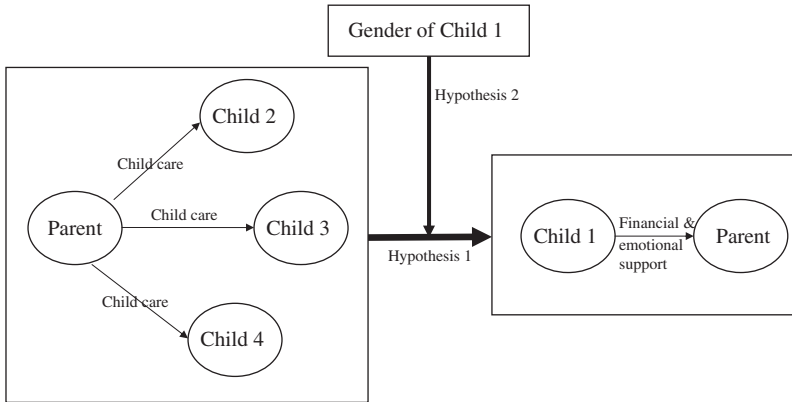 Gender of Child 1
Hypothesis 2
Child 2
Child care
Parent
Child care
Child 3
Child care
Child 4
Hypothesis 1
Child 1
Financial &
emotional
support
Parent